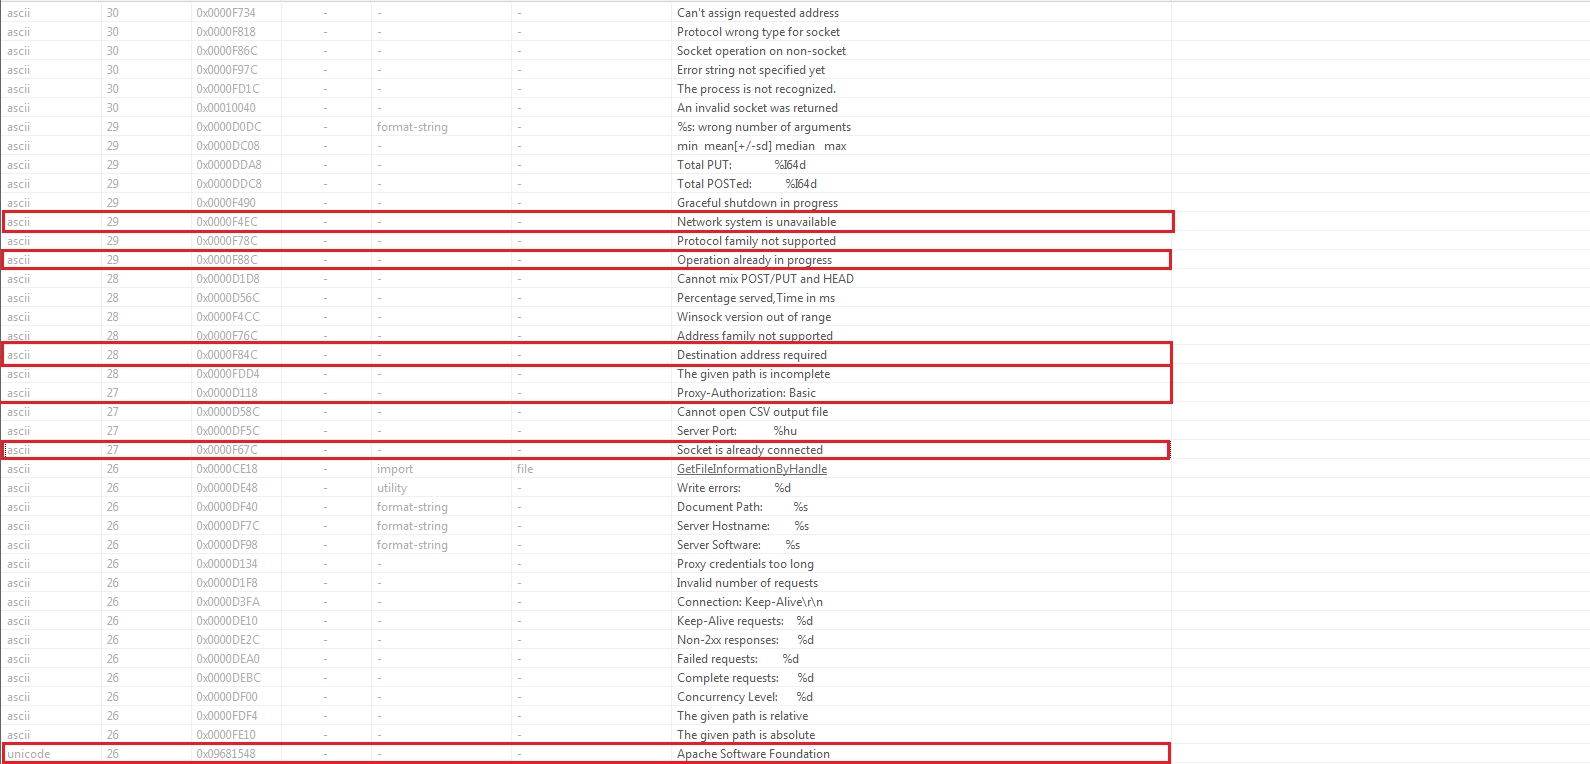 ascii 30 0x0000F734 - - - Can't assign requested address
ascii 30 0x0000F818 - - - Protocol wrong type for socket
ascii 30 0x0000F86C - - - Socket operation on non-socket
ascii 30 0x0000F97C - - - Error string not specified yet
ascii 30 0x0000FD1C - - - The process is not recognized.
ascii 30 0x00010040 - - - An invalid socket was returned
ascii 29 0x0000D0DC - format-string - %s: wrong number of arguments
ascii 29 0x0000DC08 - - - min mean[+/-sd] median max
ascii 29 0x0000DDA8 - - - Total PUT: %I64d
ascii 29 0x0000DDC8 - - - Total POSTed: %I64d
ascii 29 0x0000F490 - - - Graceful shutdown in progress
ascii 29 0x0000F4EC - - - Network system is unavailable
ascii 29 0x0000F78C - - - Protocol family not supported
ascii 29 0x0000F88C - - - Operation already in progress
ascii 28 0x0000D1D8 - - - Cannot mix POST/PUT and HEAD
ascii 28 0x0000D56C - - - Percentage served,Time in ms
ascii 28 0x0000F4CC - - - Winsock version out of range
ascii 28 0x0000F76C - - - Address family not supported
ascii 28 0x0000F84C - - - Destination address required
ascii 28 0x0000FDD4 - - - The given path is incomplete
ascii 27 0x0000D118 - - - Proxy-Authorization: Basic
ascii 27 0x0000D58C - - - Cannot open CSV output file
ascii 27 0x0000DF5C - - - Server Port: %hu
ascii 27 0x0000F67C - - - Socket is already connected
ascii 26 0x0000CE18 - import file GetFileInformationByHandle
ascii 26 0x0000DE48 - utility - Write errors: %d
ascii 26 0x0000DF40 - format-string - Document Path: %s
ascii 26 0x0000DF7C - format-string - Server Hostname: %s
ascii 26 0x0000DF98 - format-string - Server Software: %s
ascii 26 0x0000D134 - - - Proxy credentials too long
ascii 26 0x0000D1F8 - - - Invalid number of requests
ascii 26 0x0000D3FA - - - Connection: Keep-Alive\r\n
ascii 26 0x0000DE10 - - - Keep-Alive requests: %d
ascii 26 0x0000DE2C - - - Non-2xx responses: %d
ascii 26 0x0000DEA0 - - - Failed requests: %d
ascii 26 0x0000DEBC - - - Complete requests: %d
ascii 26 0x0000DF00 - - - Concurrency Level: %d
ascii 26 0x0000FDF4 - - - The given path is relative
ascii 26 0x0000FE10 - - - The given path is absolute
unicode 26 0x09681548 - - - Apache Software Foundation